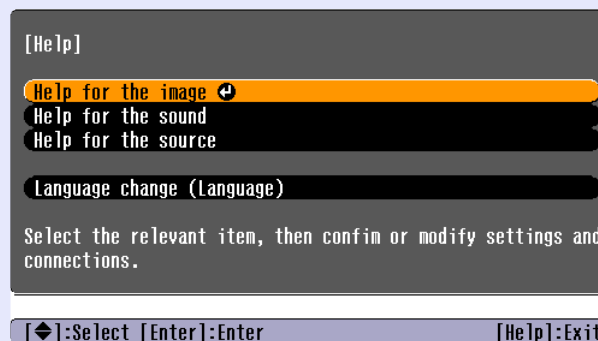 [Help]
Help for the image
Help for the sound
Help for the source
Language change (Language)
Select the relevant item, then confim or modify settings and
connections.
[◆]:Select [Enter]:Enter [Help]:Exit